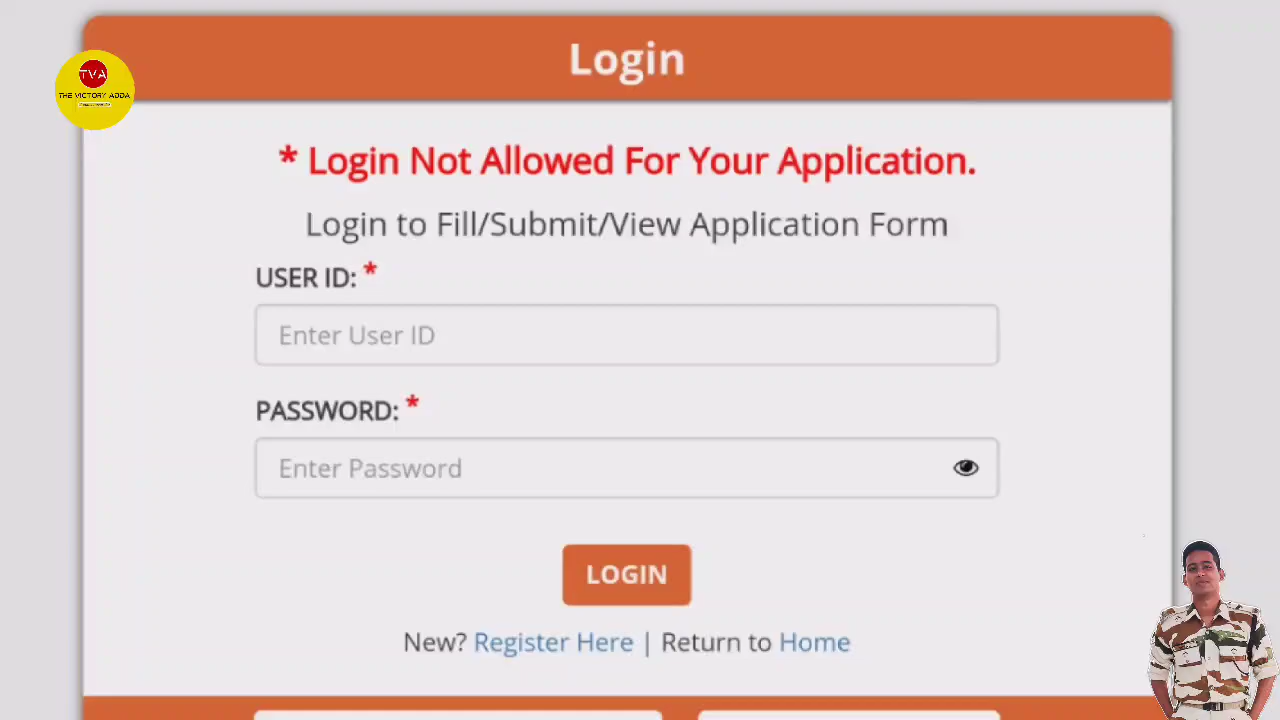 Login
TVA
THE VICTORY ADDA
* Login Not Allowed For Your Application.
Login to Fill/Submit/View Application Form
USER ID: *
Enter User ID
PASSWORD: *
Enter Password
LOGIN
New? Register Here | Return to Home